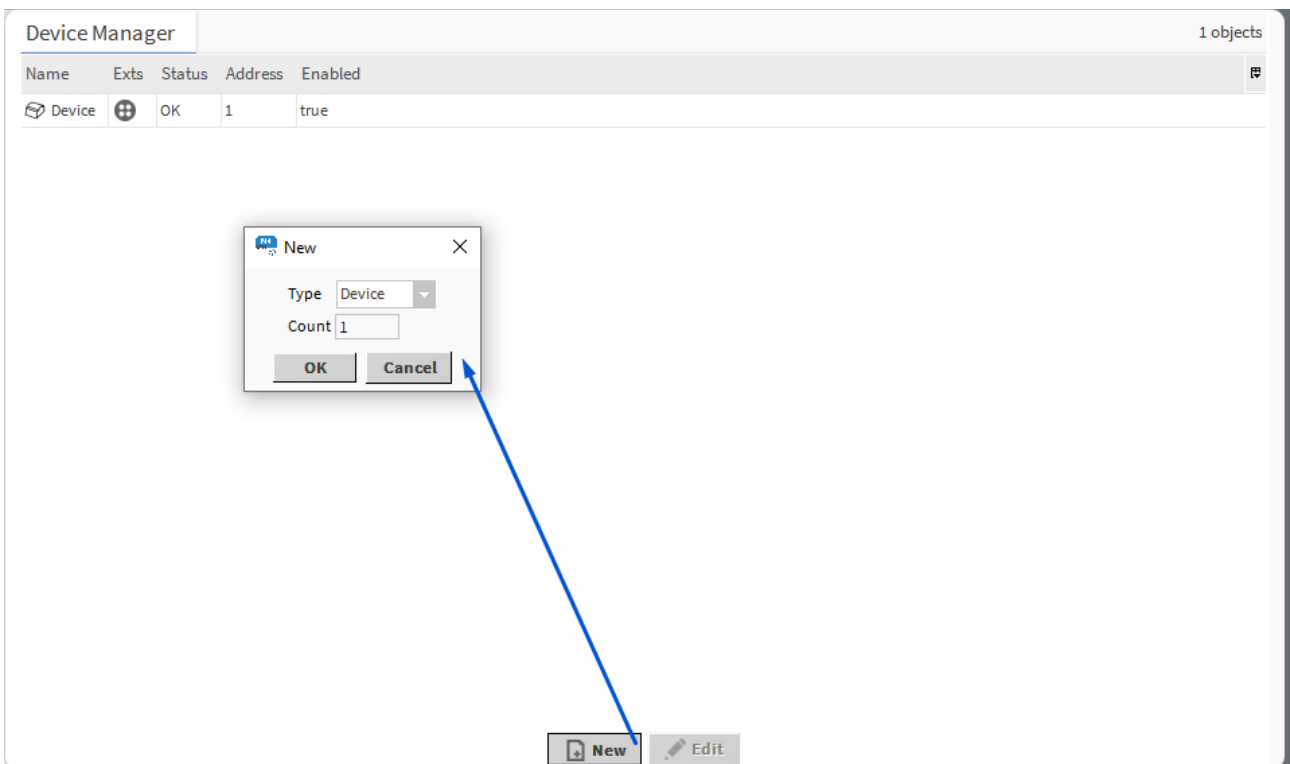 Device Manager 1 objects
Name Exts Status Address Enabled
Device OK 1 true
N4
New
Type Device
Count 1
OK Cancel
New Edit